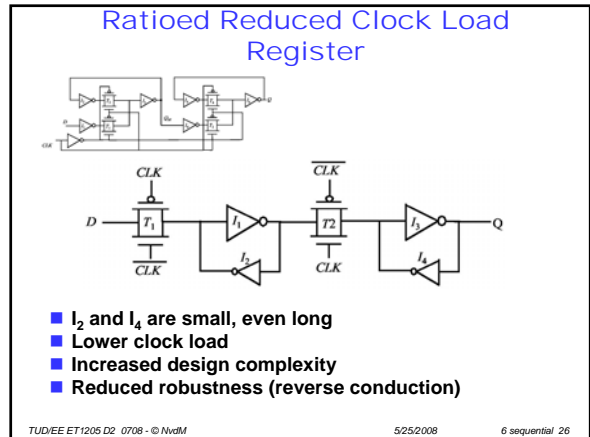 Ratioed Reduced Clock Load
Register
D
CLK
Q
CLK
CLK
D
T1
I1
T2
I3
Q
I2
I4
CLK
CLK
I2 and I4 are small, even long
Lower clock load
Increased design complexity
Reduced robustness (reverse conduction)
TUD/EE ET1205 D2 0708 - © NvdM
5/25/2008
6 sequential 26